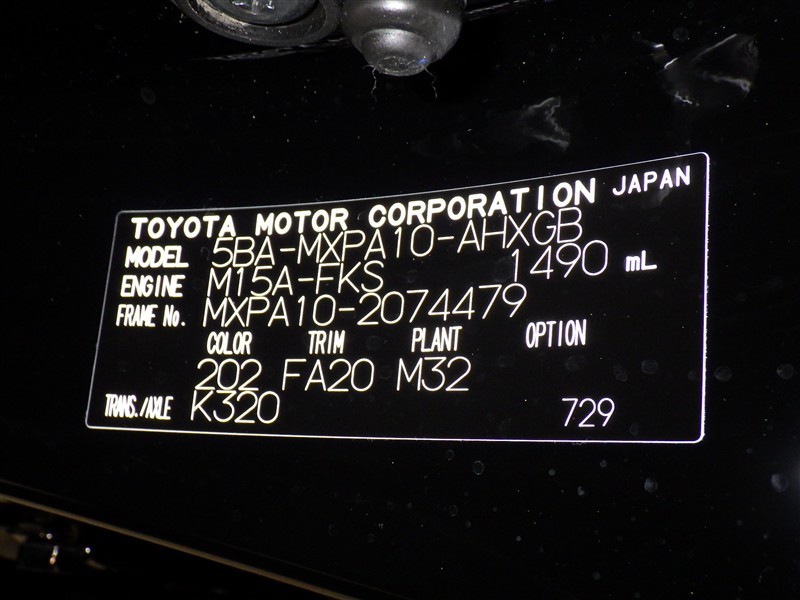 TOYOTA MOTOR CORPORATION JAPAN
MODEL 5BA-MXPA10-AHXGB
ENGINE M15A-FKS 1490 mL
FRAME No. MXPA10-2074479
COLOR TRIM PLANT OPTION
202 FA20 M32
TRANS./AXLE K320 729